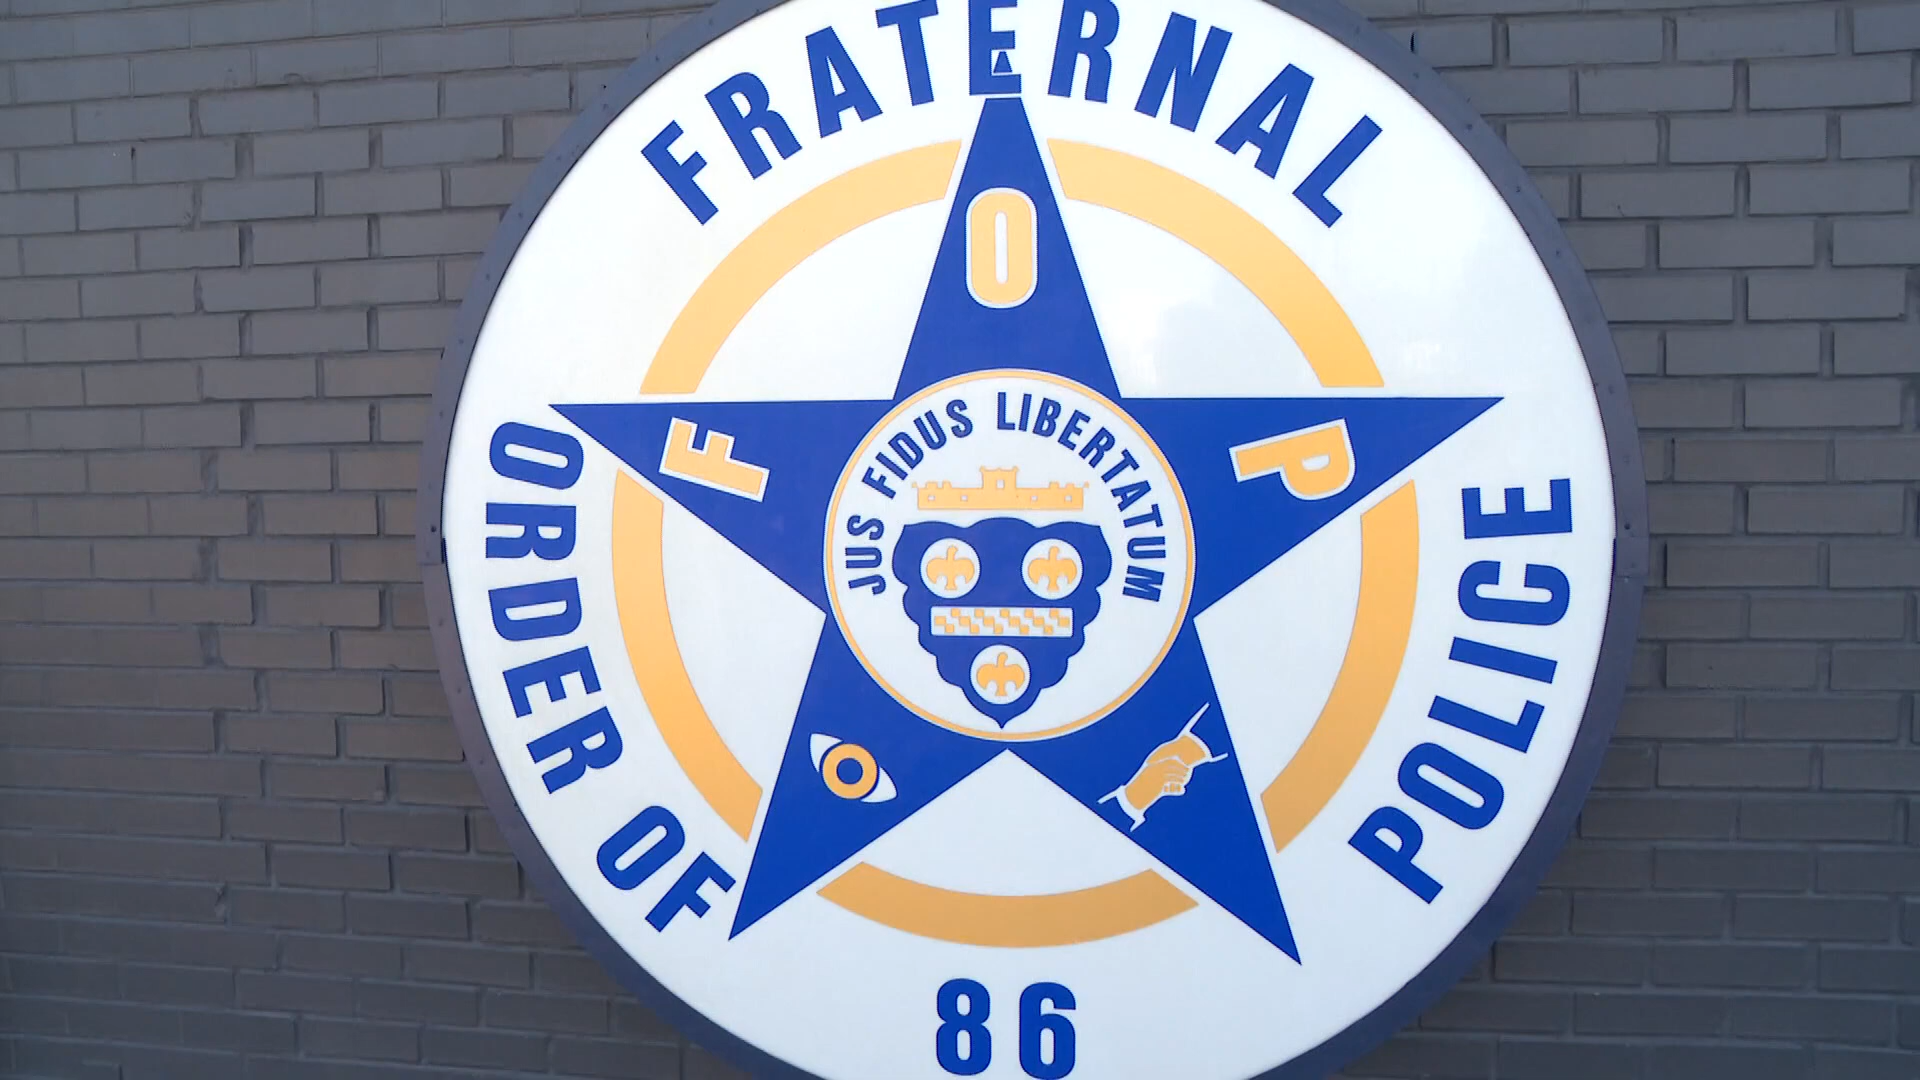 FRATERNAL
ORDER OF
POLICE
F
O
P
JUS FIDUS LIBERTATUM
86